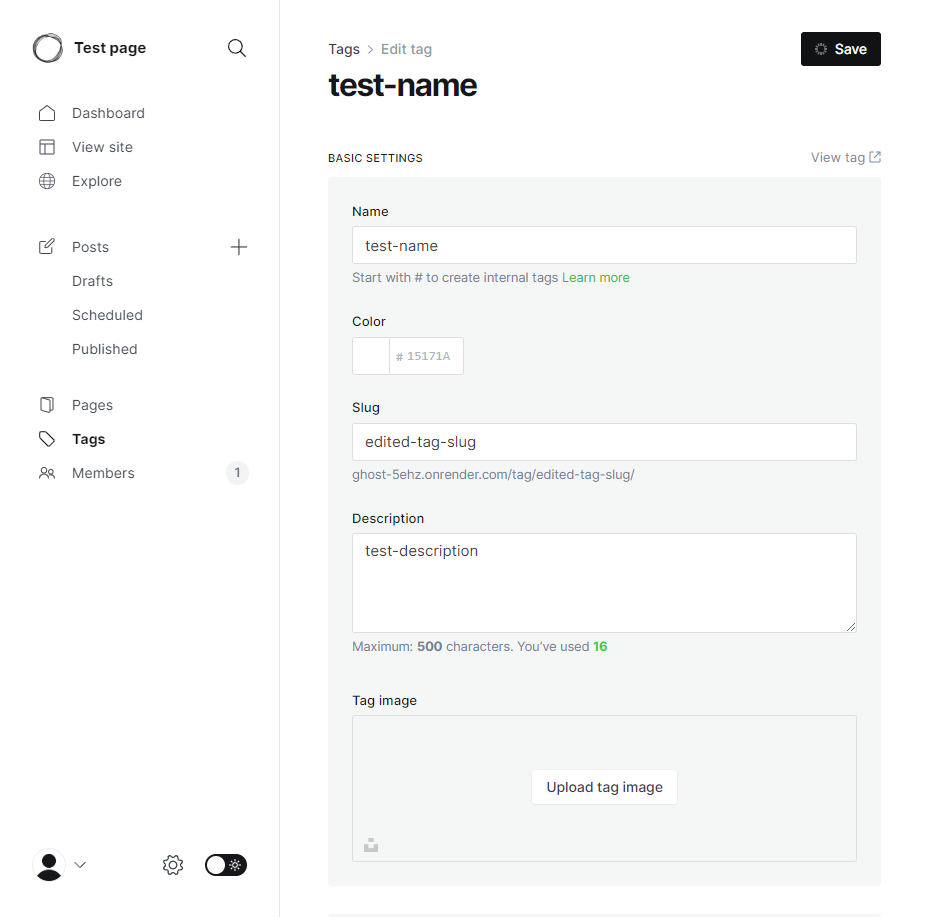 Test page
Dashboard
View site
Explore
Posts
Drafts
Scheduled
Published
Pages
Tags
Members 1
Tags > Edit tag
Save
test-name
BASIC SETTINGS
View tag
Name
test-name
Start with # to create internal tags Learn more
Color
# 15171A
Slug
edited-tag-slug
ghost-5ehz.onrender.com/tag/edited-tag-slug/
Description
test-description
Maximum: 500 characters. You’ve used 16
Tag image
Upload tag image